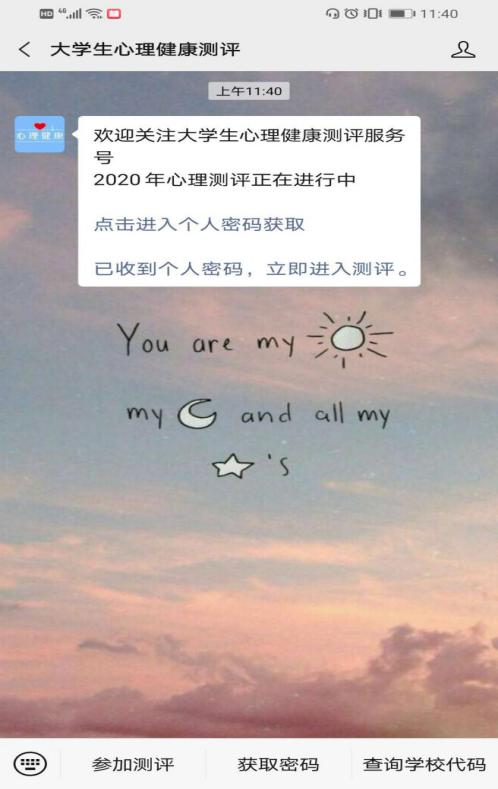 HD 4G 11:40
大学生心理健康测评
上午11:40
心理健康
欢迎关注大学生心理健康测评服务
号
2020年心理测评正在进行中
点击进入个人密码获取
已收到个人密码，立即进入测评。
You are my
my and all my
's
参加测评 获取密码 查询学校代码